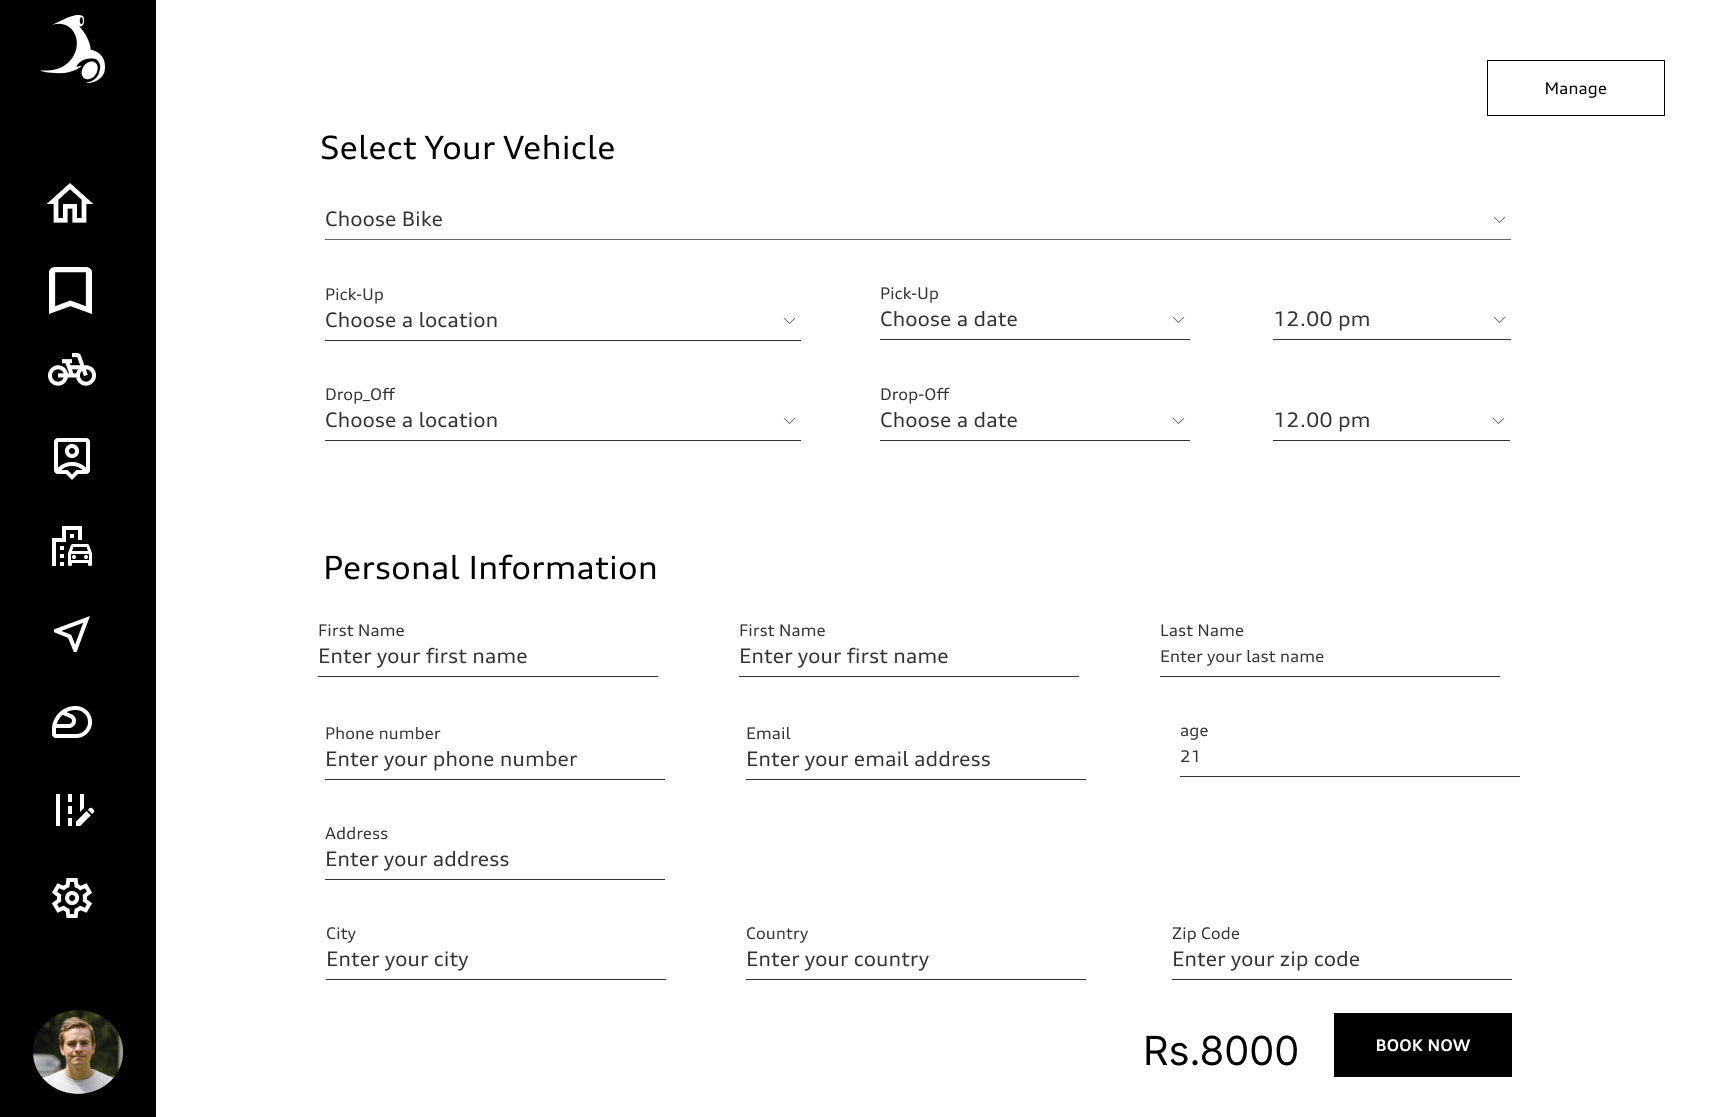 Manage
Select Your Vehicle
Choose Bike
Pick-Up
Choose a location
Pick-Up
Choose a date
12.00 pm
Drop_Off
Choose a location
Drop-Off
Choose a date
12.00 pm
Personal Information
First Name
Enter your first name
First Name
Enter your first name
Last Name
Enter your last name
Phone number
Enter your phone number
Email
Enter your email address
age
21
Address
Enter your address
City
Enter your city
Country
Enter your country
Zip Code
Enter your zip code
Rs.8000
BOOK NOW